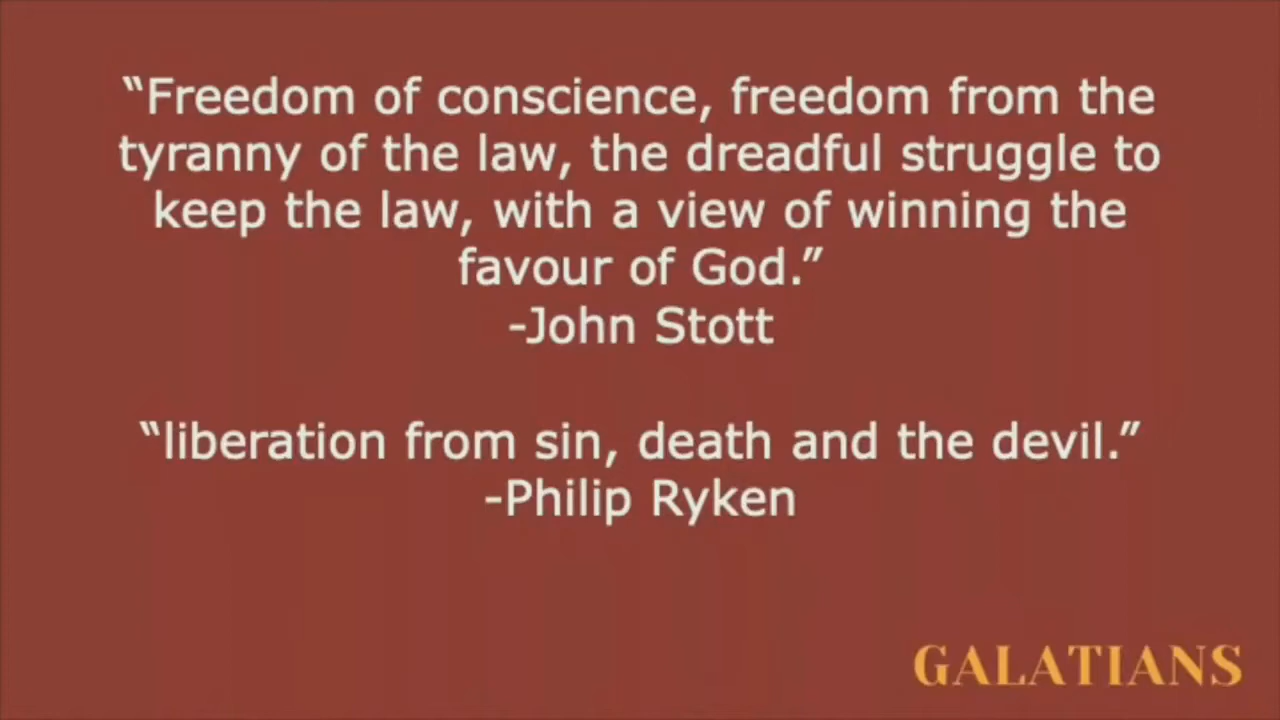 “Freedom of conscience, freedom from the
tyranny of the law, the dreadful struggle to
keep the law, with a view of winning the
favour of God.”
-John Stott
“liberation from sin, death and the devil.”
-Philip Ryken
GALATIANS